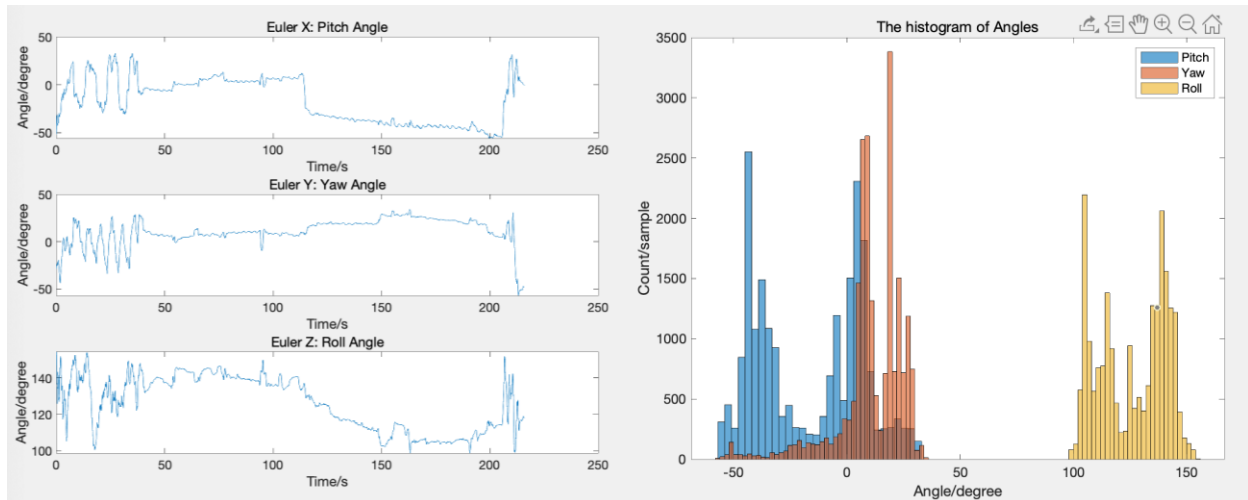 Euler X: Pitch Angle
50
0
-50
Angle/degree
0 50 100 150 200 250
Time/s
Euler Y: Yaw Angle
50
0
-50
Angle/degree
0 50 100 150 200 250
Time/s
Euler Z: Roll Angle
140
120
100
Angle/degree
0 50 100 150 200 250
Time/s
The histogram of Angles
3500
3000
2500
2000
1500
1000
500
0
Count/sample
Pitch
Yaw
Roll
-50 0 50 100 150
Angle/degree